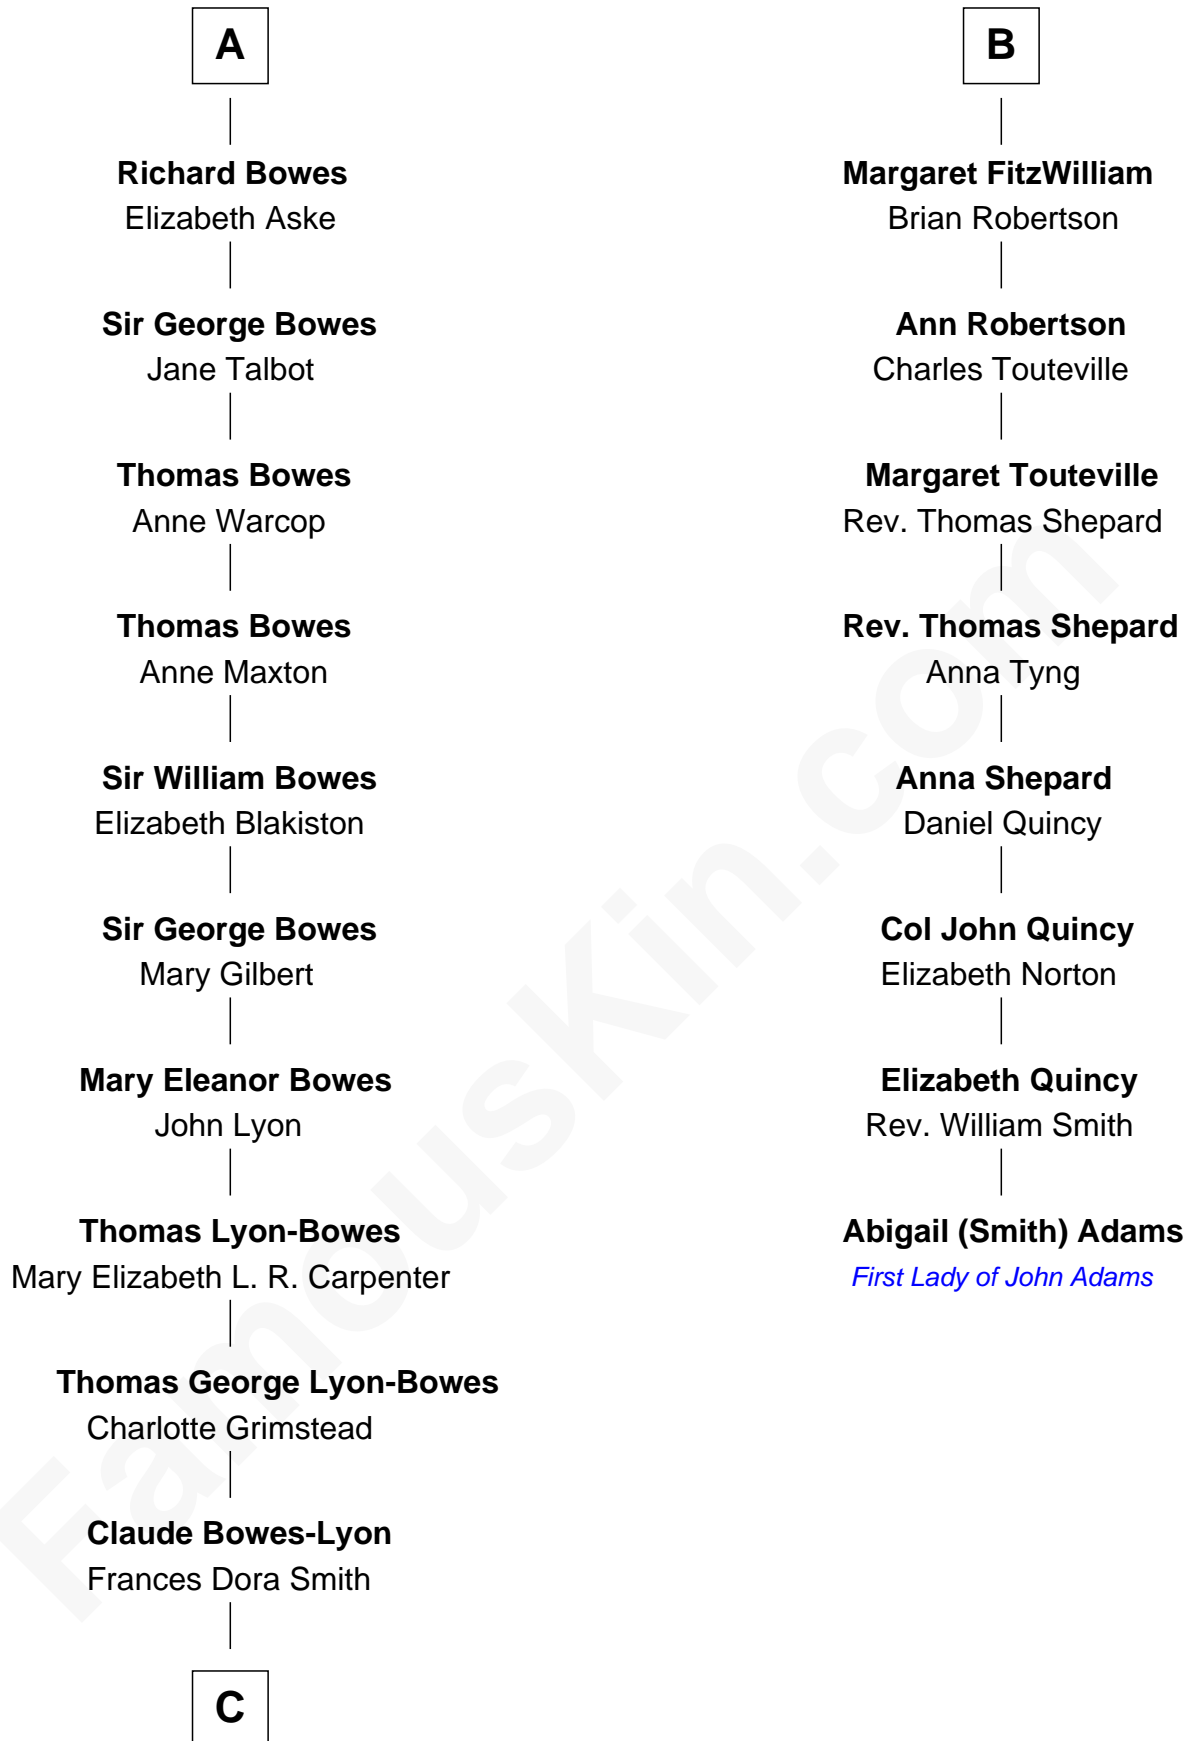 A
Richard Bowes
Elizabeth Aske
Sir George Bowes
Jane Talbot
Thomas Bowes
Anne Warcop
Thomas Bowes
Anne Maxton
Sir William Bowes
Elizabeth Blakiston
Sir George Bowes
Mary Gilbert
Mary Eleanor Bowes
John Lyon
Thomas Lyon-Bowes
Mary Elizabeth L. R. Carpenter
Thomas George Lyon-Bowes
Charlotte Grimstead
Claude Bowes-Lyon
Frances Dora Smith
C
B
Margaret FitzWilliam
Brian Robertson
Ann Robertson
Charles Touteville
Margaret Touteville
Rev. Thomas Shepard
Rev. Thomas Shepard
Anna Tyng
Anna Shepard
Daniel Quincy
Col John Quincy
Elizabeth Norton
Elizabeth Quincy
Rev. William Smith
Abigail (Smith) Adams
First Lady of John Adams
FamousKin.com